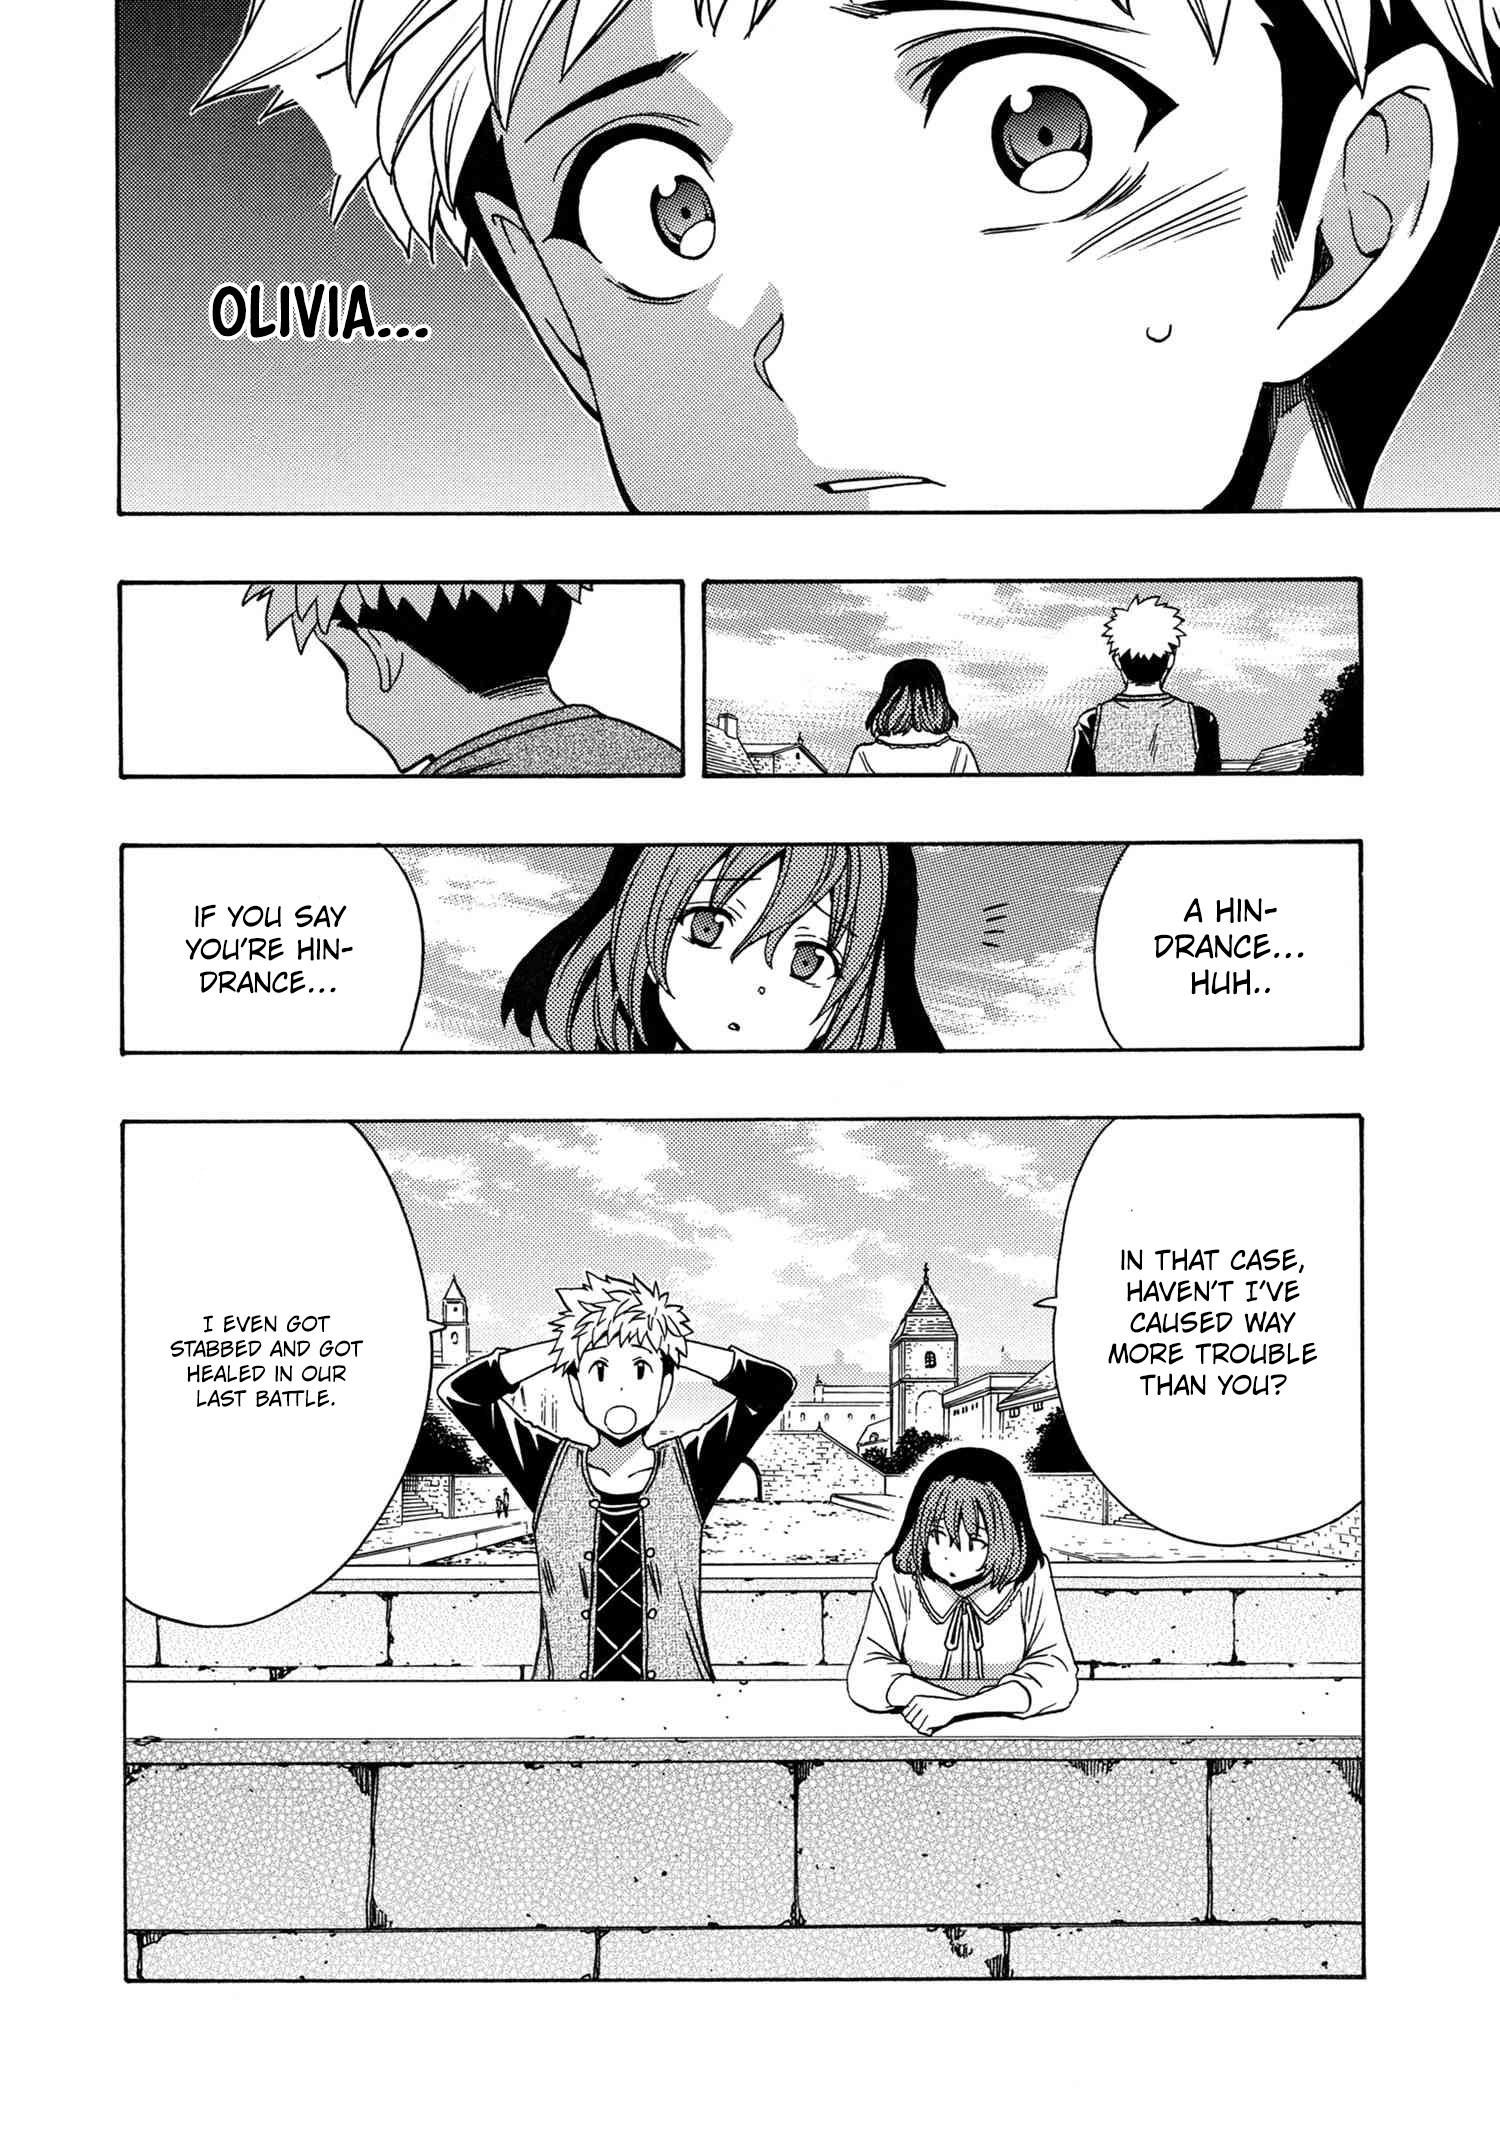 OLIVIA...
A HIN-
DRANCE...
HUH..
IF YOU SAY
YOU'RE HIN-
DRANCE...
IN THAT CASE,
HAVEN'T I'VE
CAUSED WAY
MORE TROUBLE
THAN YOU?
I EVEN GOT
STABBED AND GOT
HEALED IN OUR
LAST BATTLE.